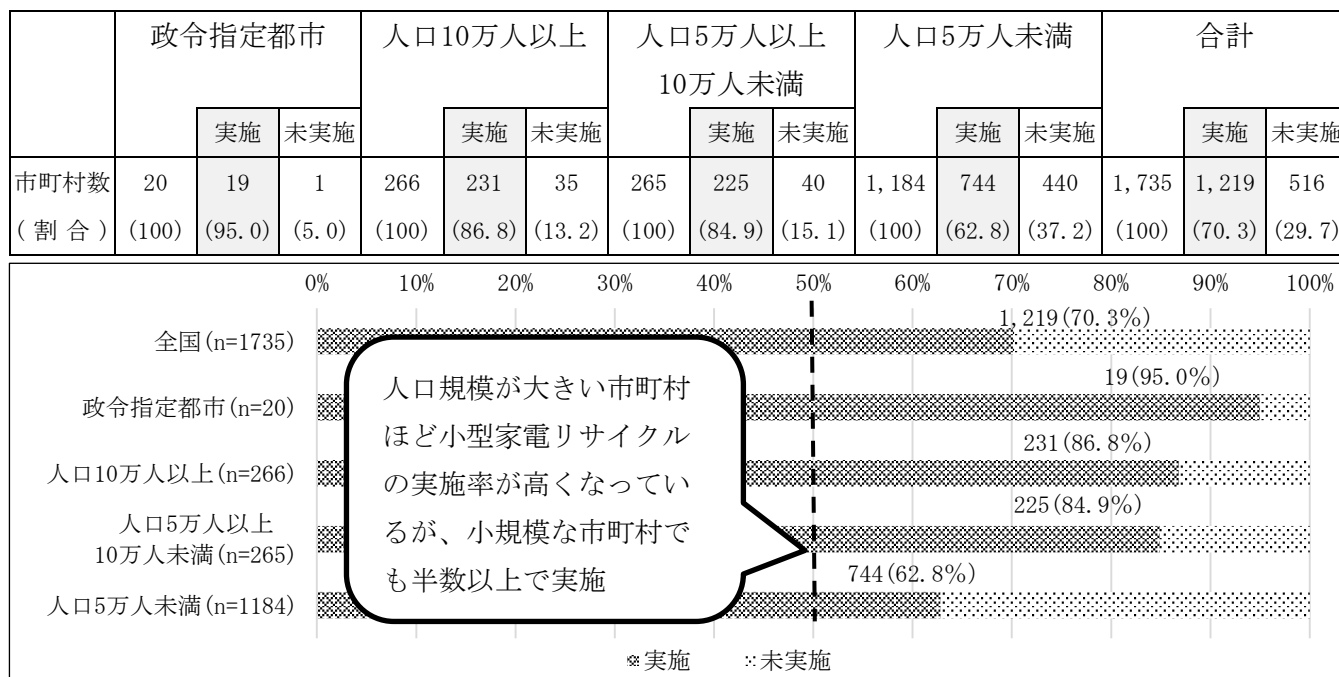 政令指定都市 人口10万人以上 人口5万人以上 人口5万人未満 合計
10万人未満
実施 未実施 実施 未実施 実施 未実施 実施 未実施 実施 未実施
市町村数 20 19 1 266 231 35 265 225 40 1,184 744 440 1,735 1,219 516
(割合) (100) (95.0) (5.0) (100) (86.8) (13.2) (100) (84.9) (15.1) (100) (62.8) (37.2) (100) (70.3) (29.7)
0% 10% 20% 30% 40% 50% 60% 70% 80% 90% 100%
全国(n=1735)
1,219(70.3%)
政令指定都市(n=20)
19(95.0%)
人口10万人以上(n=266)
231(86.8%)
人口5万人以上
10万人未満(n=265)
225(84.9%)
人口5万人未満(n=1184)
744(62.8%)
人口規模が大きい市町村
ほど小型家電リサイクル
の実施率が高くなってい
るが、小規模な市町村で
も半数以上で実施
実施 未実施